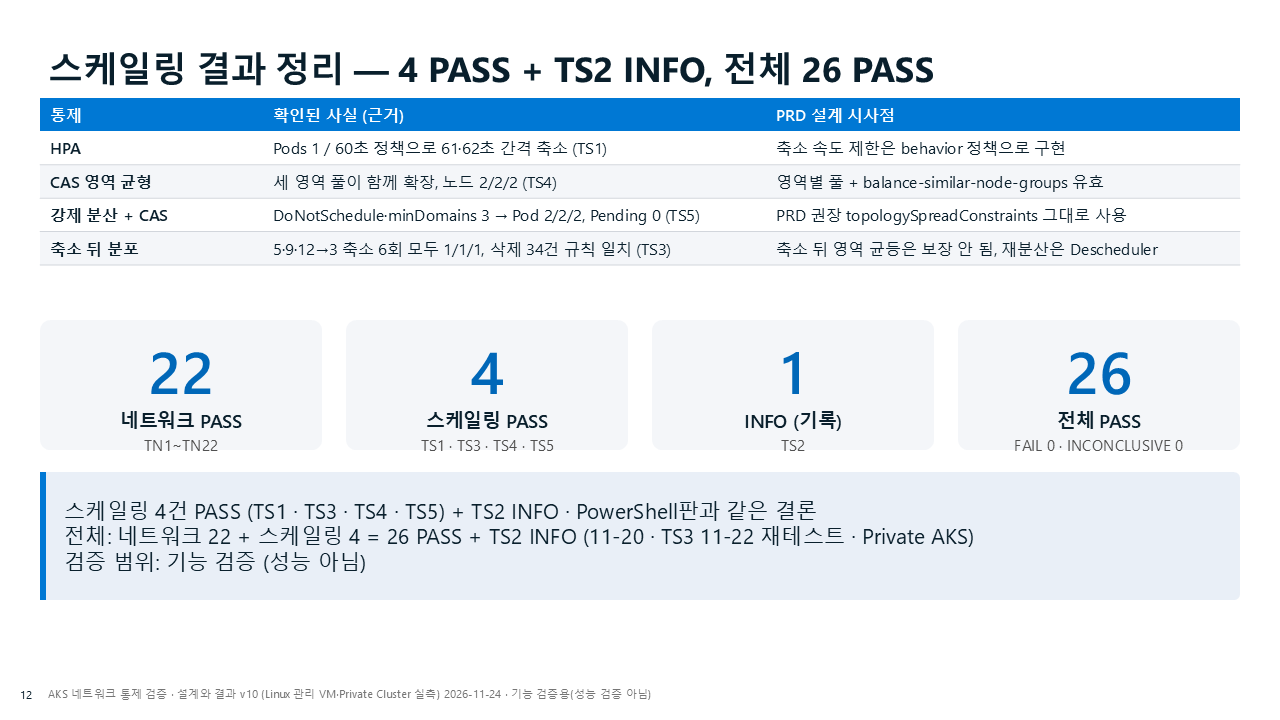 스케일링 결과 정리 — 4 PASS + TS2 INFO, 전체 26 PASS
통제 확인된 사실 (근거) PRD 설계 시사점
HPA Pods 1 / 60초 정책으로 61·62초 간격 축소 (TS1) 축소 속도 제한은 behavior 정책으로 구현
CAS 영역 균형 세 영역 풀이 함께 확장, 노드 2/2/2 (TS4) 영역별 풀 + balance-similar-node-groups 유효
강제 분산 + CAS DoNotSchedule·minDomains 3 → Pod 2/2/2, Pending 0 (TS5) PRD 권장 topologySpreadConstraints 그대로 사용
축소 뒤 분포 5·9·12→3 축소 6회 모두 1/1/1, 삭제 34건 규칙 일치 (TS3) 축소 뒤 영역 균등은 보장 안 됨, 재분산은 Descheduler
22
네트워크 PASS
TN1~TN22
4
스케일링 PASS
TS1 · TS3 · TS4 · TS5
1
INFO (기록)
TS2
26
전체 PASS
FAIL 0 · INCONCLUSIVE 0
스케일링 4건 PASS (TS1 · TS3 · TS4 · TS5) + TS2 INFO · PowerShell판과 같은 결론
전체: 네트워크 22 + 스케일링 4 = 26 PASS + TS2 INFO (11-20 · TS3 11-22 재테스트 · Private AKS)
검증 범위: 기능 검증 (성능 아님)
12 AKS 네트워크 통제 검증 · 설계와 결과 v10 (Linux 관리 VM·Private Cluster 실측) 2026-11-24 · 기능 검증용(성능 검증 아님)